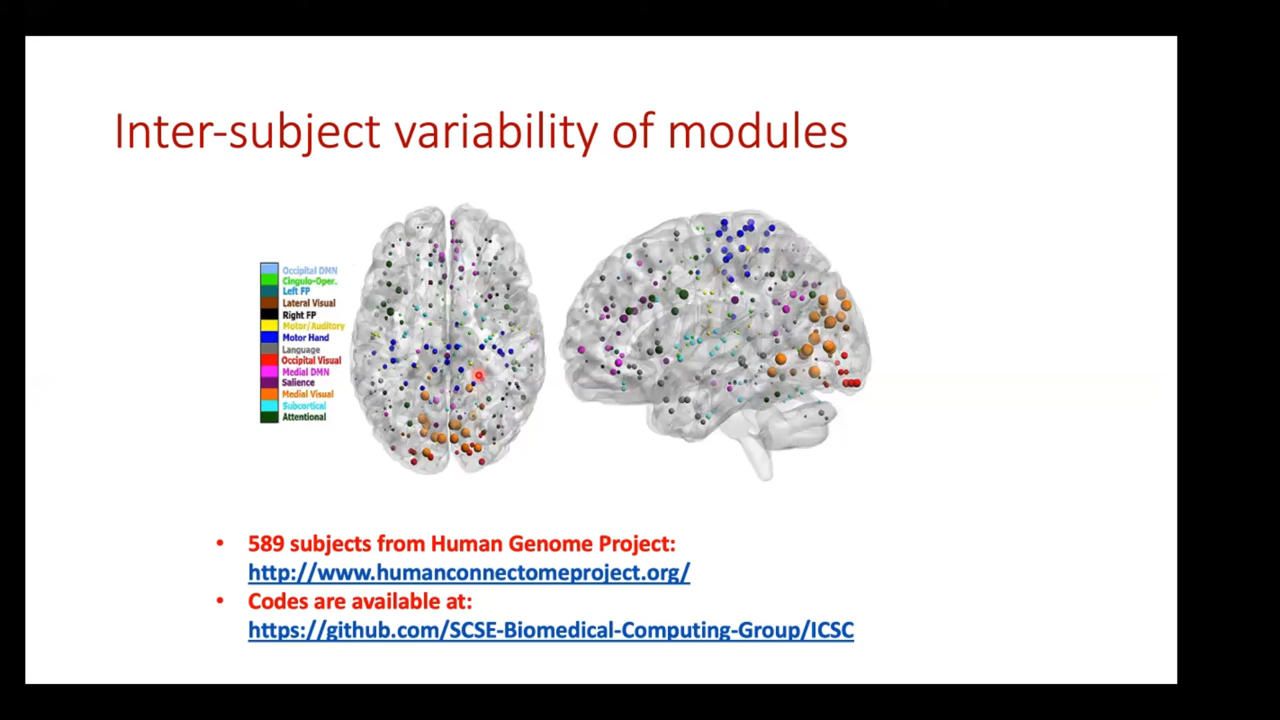 Inter-subject variability of modules
Occipital DMN
Cingulo-Oper.
Left FP
Lateral Visual
Right FP
Motor/Auditory
Motor Hand
Language
Occipital Visual
Medial DMN
Salience
Medial Visual
Subcortical
Attentional
• 589 subjects from Human Genome Project:
http://www.humanconnectomeproject.org/
• Codes are available at:
https://github.com/SCSE-Biomedical-Computing-Group/ICSC